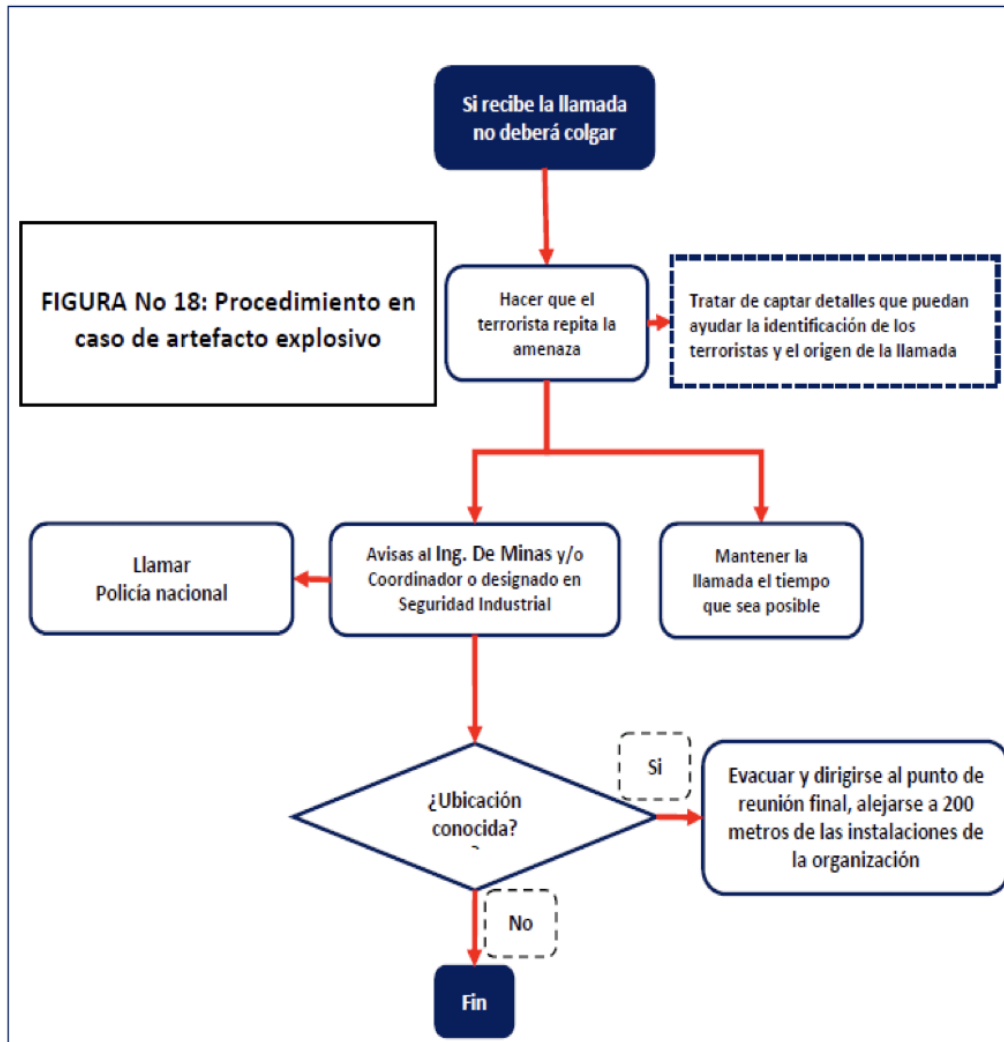 Si recibe la llamada
no deberá colgar
FIGURA No 18: Procedimiento en
caso de artefacto explosivo
Hacer que el
terrorista repita la
amenaza
Tratar de captar detalles que puedan
ayudar la identificación de los
terroristas y el origen de la llamada
Llamar
Policía nacional
Avisas al Ing. De Minas y/o
Coordinador o designado en
Seguridad Industrial
Mantener la
llamada el tiempo
que sea posible
¿Ubicación
conocida?
Si
Evacuar y dirigirse al punto de
reunión final, alejarse a 200
metros de las instalaciones de
la organización
No
Fin